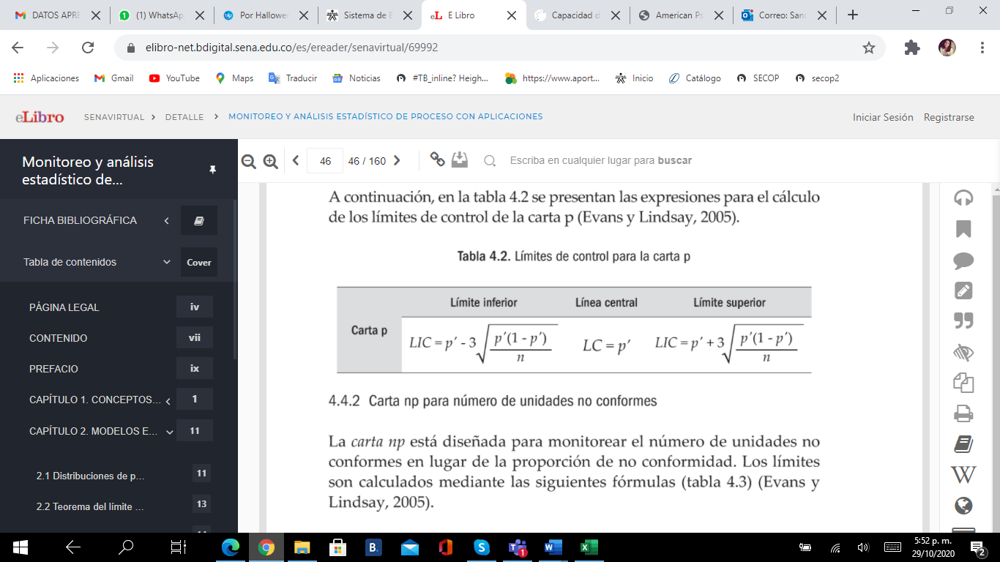 DATOS APRE
(1) WhatsAp
Por Hallowee
Sistema de E
E Libro
Capacidad d
American Ps
Correo: Sanc
elibro-net.bdigital.sena.edu.co/es/ereader/senavirtual/69992
Aplicaciones
Gmail
YouTube
Maps
Traducir
Noticias
#TB_inline? Heigh...
https://www.aport...
Inicio
Catálogo
SECOP
secop2
eLibro
SENAVIRTUAL > DETALLE > MONITOREO Y ANÁLISIS ESTADÍSTICO DE PROCESO CON APLICACIONES
Iniciar Sesión Registrarse
Monitoreo y análisis
estadístico de...
46 46 / 160
Escriba en cualquier lugar para buscar
FICHA BIBLIOGRÁFICA
Tabla de contenidos
Cover
PÁGINA LEGAL iv
CONTENIDO vii
PREFACIO ix
CAPÍTULO 1. CONCEPTOS... 1
CAPÍTULO 2. MODELOS E... 11
2.1 Distribuciones de p... 11
2.2 Teorema del límite ... 13
A continuación, en la tabla 4.2 se presentan las expresiones para el cálculo
de los límites de control de la carta p (Evans y Lindsay, 2005).
Tabla 4.2. Límites de control para la carta p
Límite inferior Línea central Límite superior
Carta p
LIC = p′ - 3 √(p′(1 - p′) / n) LC = p′ LIC = p′ + 3 √(p′(1 - p′) / n)
4.4.2 Carta np para número de unidades no conformes
La carta np está diseñada para monitorear el número de unidades no
conformes en lugar de la proporción de no conformidad. Los límites
son calculados mediante las siguientes fórmulas (tabla 4.3) (Evans y
Lindsay, 2005).
W
B.
1
5:52 p. m.
29/10/2020
2